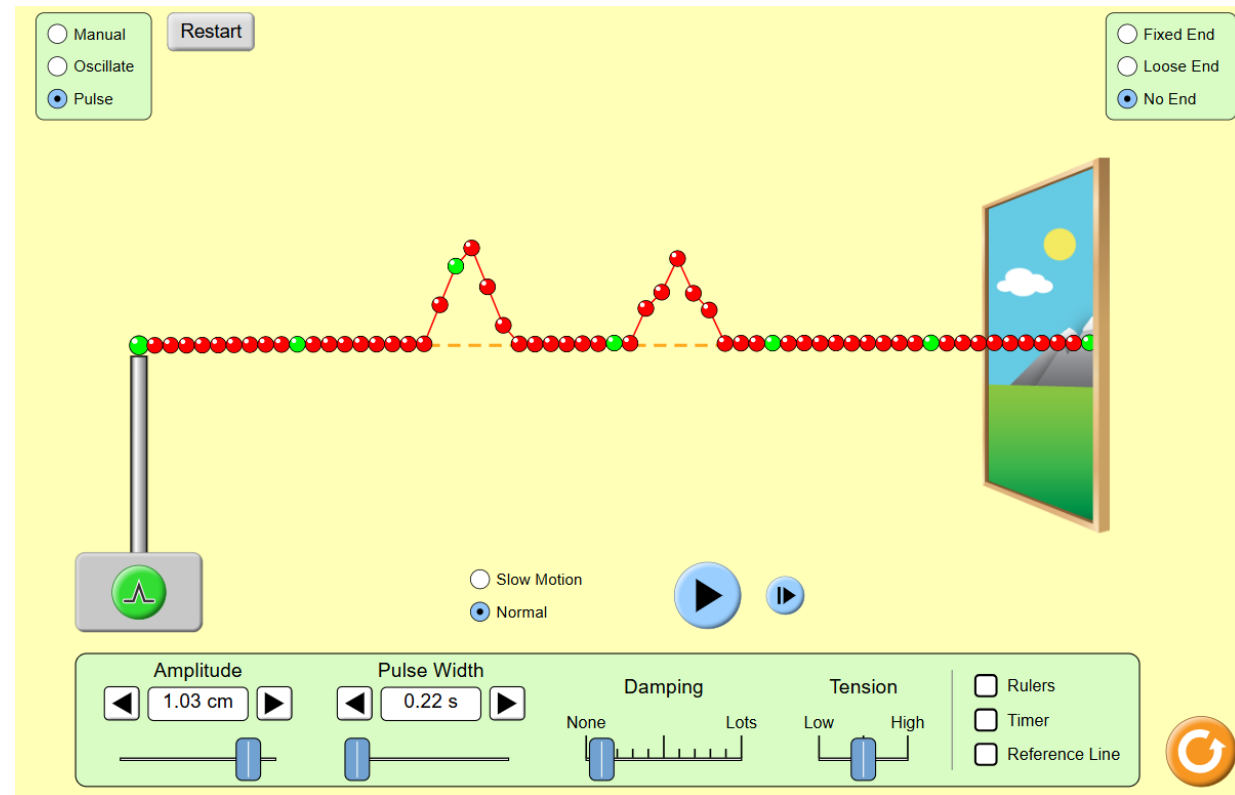 Manual
Oscillate
Pulse
Restart
Fixed End
Loose End
No End
Slow Motion
Normal
Amplitude
1.03 cm
Pulse Width
0.22 s
Damping
None
Lots
Tension
Low
High
Rulers
Timer
Reference Line